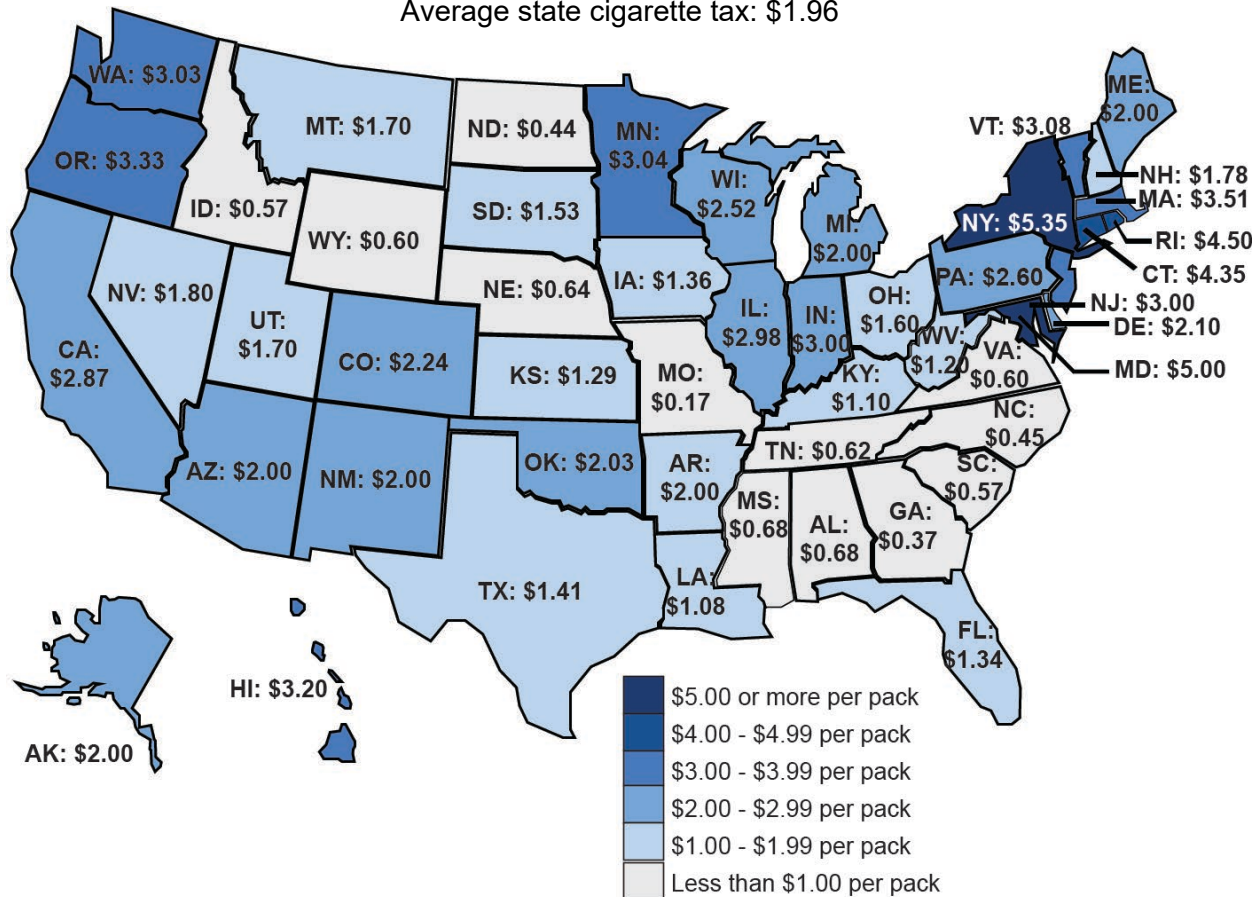 Average state cigarette tax: $1.96
WA: $3.03
MT: $1.70
ND: $0.44
MN:
$3.04
ME:
$2.00
VT: $3.08
OR: $3.33
ID: $0.57
WY: $0.60
SD: $1.53
WI:
$2.52
MI:
$2.00
NY: $5.35
NH: $1.78
MA: $3.51
RI: $4.50
CT: $4.35
NV: $1.80
UT:
$1.70
CO: $2.24
NE: $0.64
IA: $1.36
IL:
$2.98
IN:
$3.00
OH:
$1.60
PA: $2.60
NJ: $3.00
DE: $2.10
MD: $5.00
CA:
$2.87
KS: $1.29
MO:
$0.17
KY:
$1.10
WV:
$1.20
VA:
$0.60
AZ: $2.00
NM: $2.00
OK: $2.03
AR:
$2.00
TN: $0.62
NC:
$0.45
SC:
$0.57
TX: $1.41
LA:
$1.08
MS:
$0.68
AL:
$0.68
GA:
$0.37
FL:
$1.34
AK: $2.00
HI: $3.20
$5.00 or more per pack
$4.00 - $4.99 per pack
$3.00 - $3.99 per pack
$2.00 - $2.99 per pack
$1.00 - $1.99 per pack
Less than $1.00 per pack